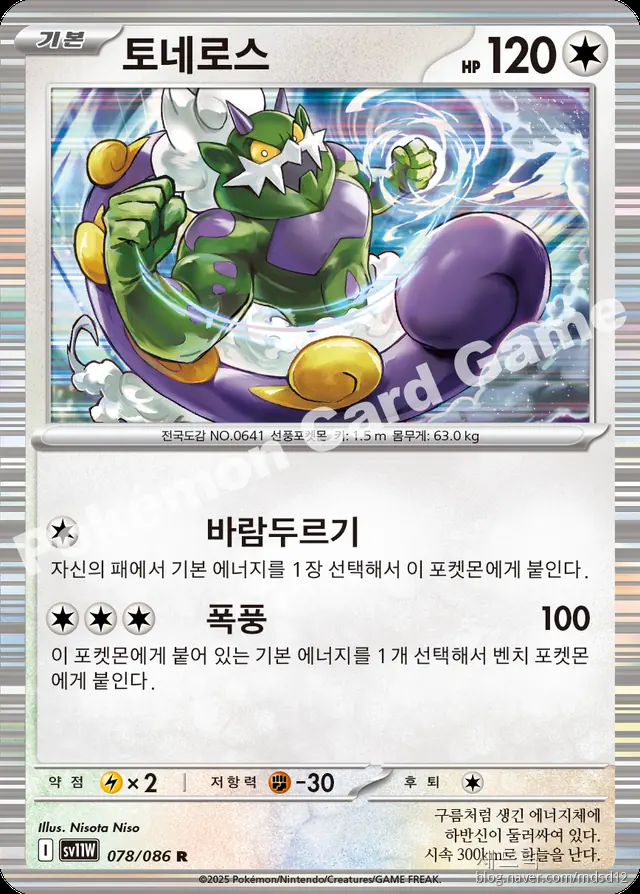 기본 토네로스 HP 120
전국도감 NO.0641 선풍포켓몬 키: 1.5 m 몸무게: 63.0 kg
Pokémon Card Game
바람두르기
자신의 패에서 기본 에너지를 1장 선택해서 이 포켓몬에게 붙인다.
폭풍 100
이 포켓몬에게 붙어 있는 기본 에너지를 1개 선택해서 벤치 포켓몬
에게 붙인다.
약점 ×2 저항력 -30 후퇴
Illus. Nisota Niso
구름처럼 생긴 에너지체에
하반신이 둘러싸여 있다.
시속 300km로 하늘을 난다.
I sv11W 078/086 R
©2025 Pokémon/Nintendo/Creatures/GAME FREAK.
blog.naver.com/mdsd12